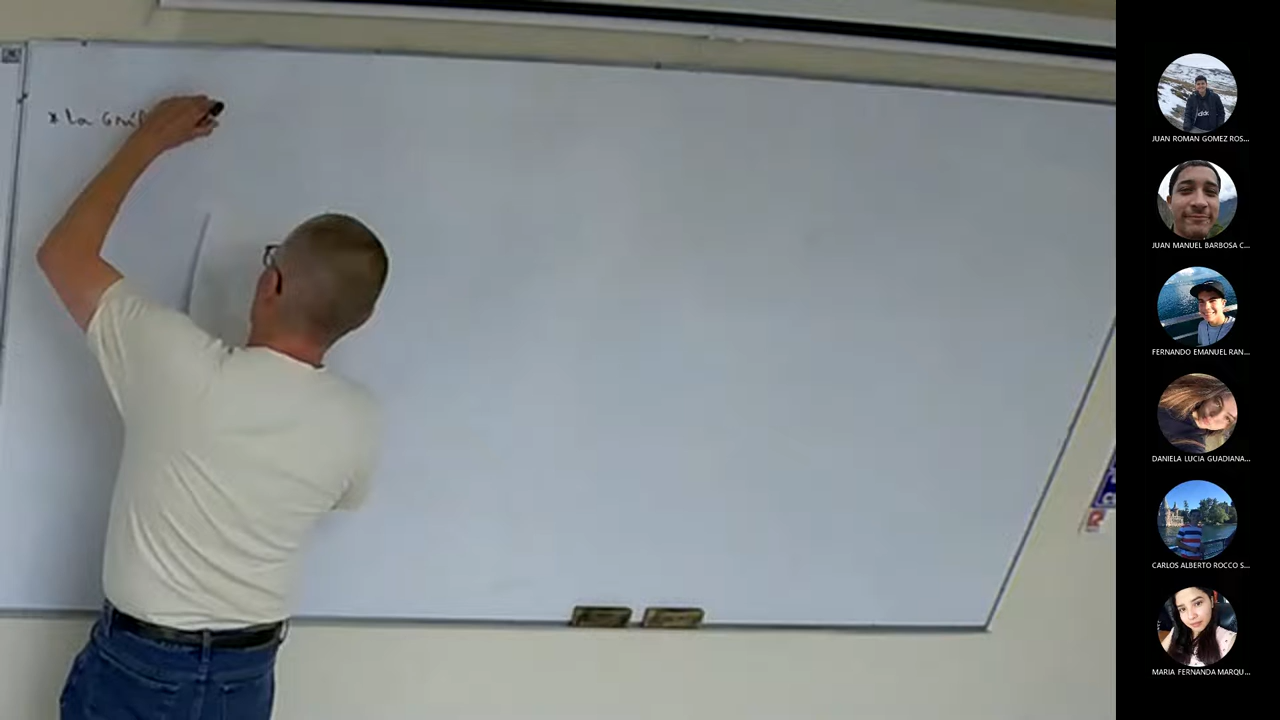 * La Gráf
JUAN ROMAN GOMEZ ROS...
JUAN MANUEL BARBOSA C...
FERNANDO EMANUEL RAN...
DANIELA LUCIA GUADIANA...
CARLOS ALBERTO ROCCO S...
MARIA FERNANDA MARQU...